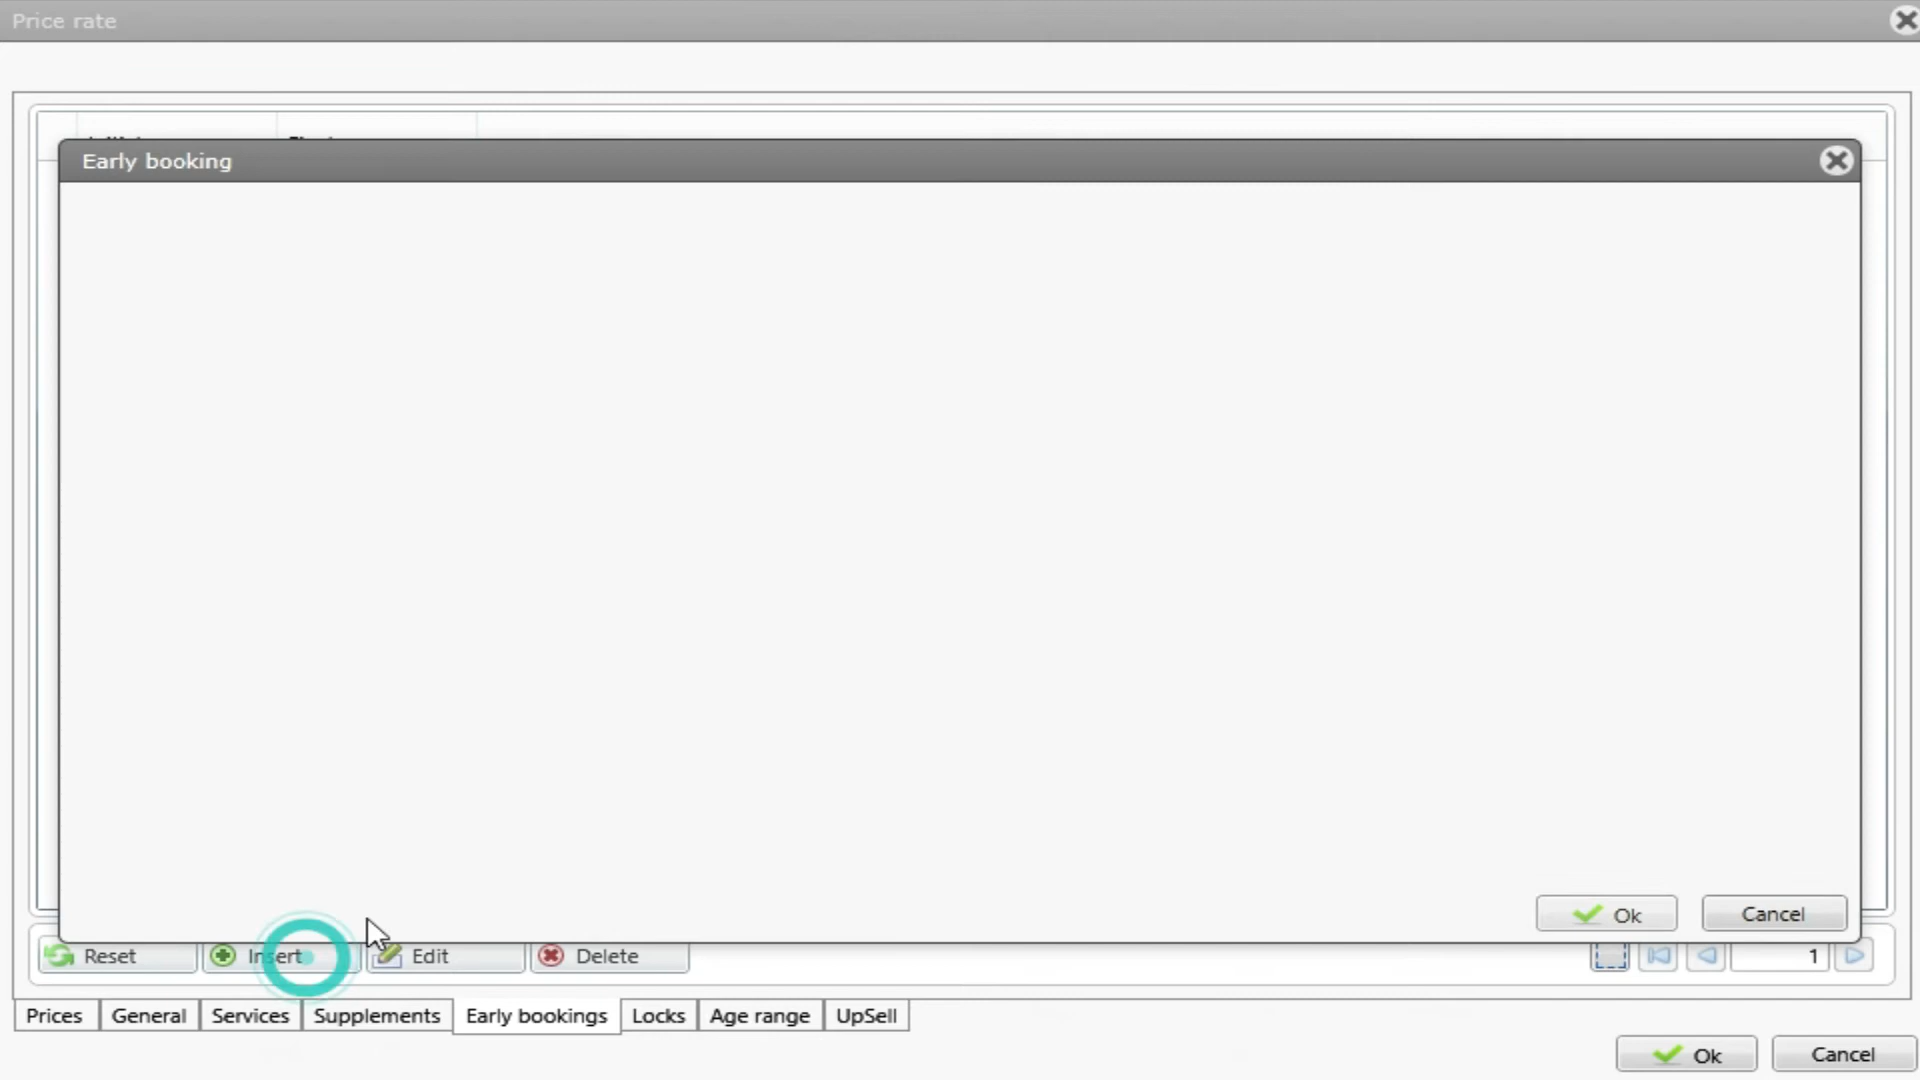 Price rate
Early booking
Ok Cancel
Reset Insert Edit Delete 1
Prices General Services Supplements Early bookings Locks Age range UpSell
Ok Cancel